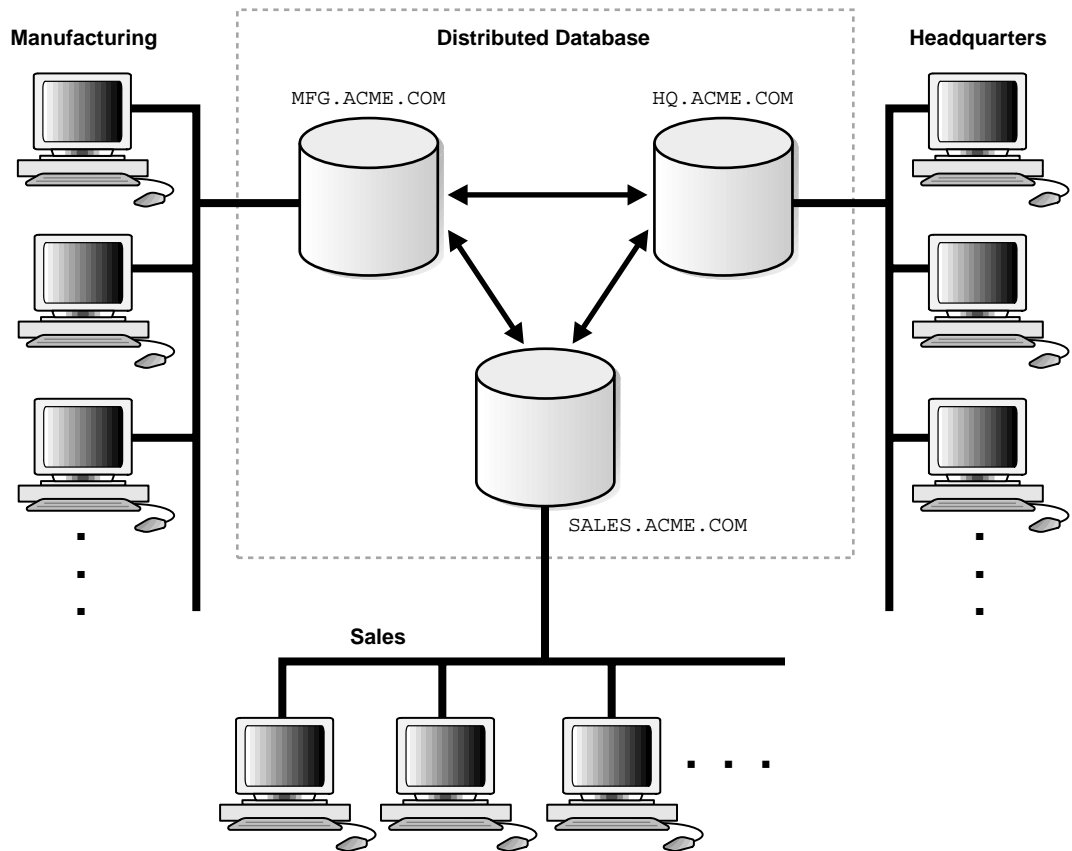 Manufacturing
Distributed Database
Headquarters
MFG.ACME.COM
HQ.ACME.COM
SALES.ACME.COM
Sales